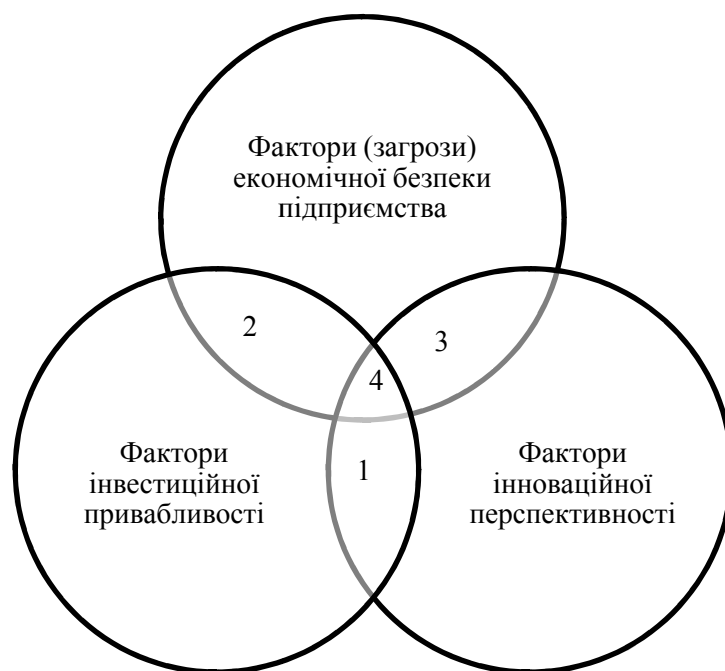 Фактори (загрози)
економічної безпеки
підприємства
2
3
4
1
Фактори
інвестиційної
привабливості
Фактори
інноваційної
перспективності